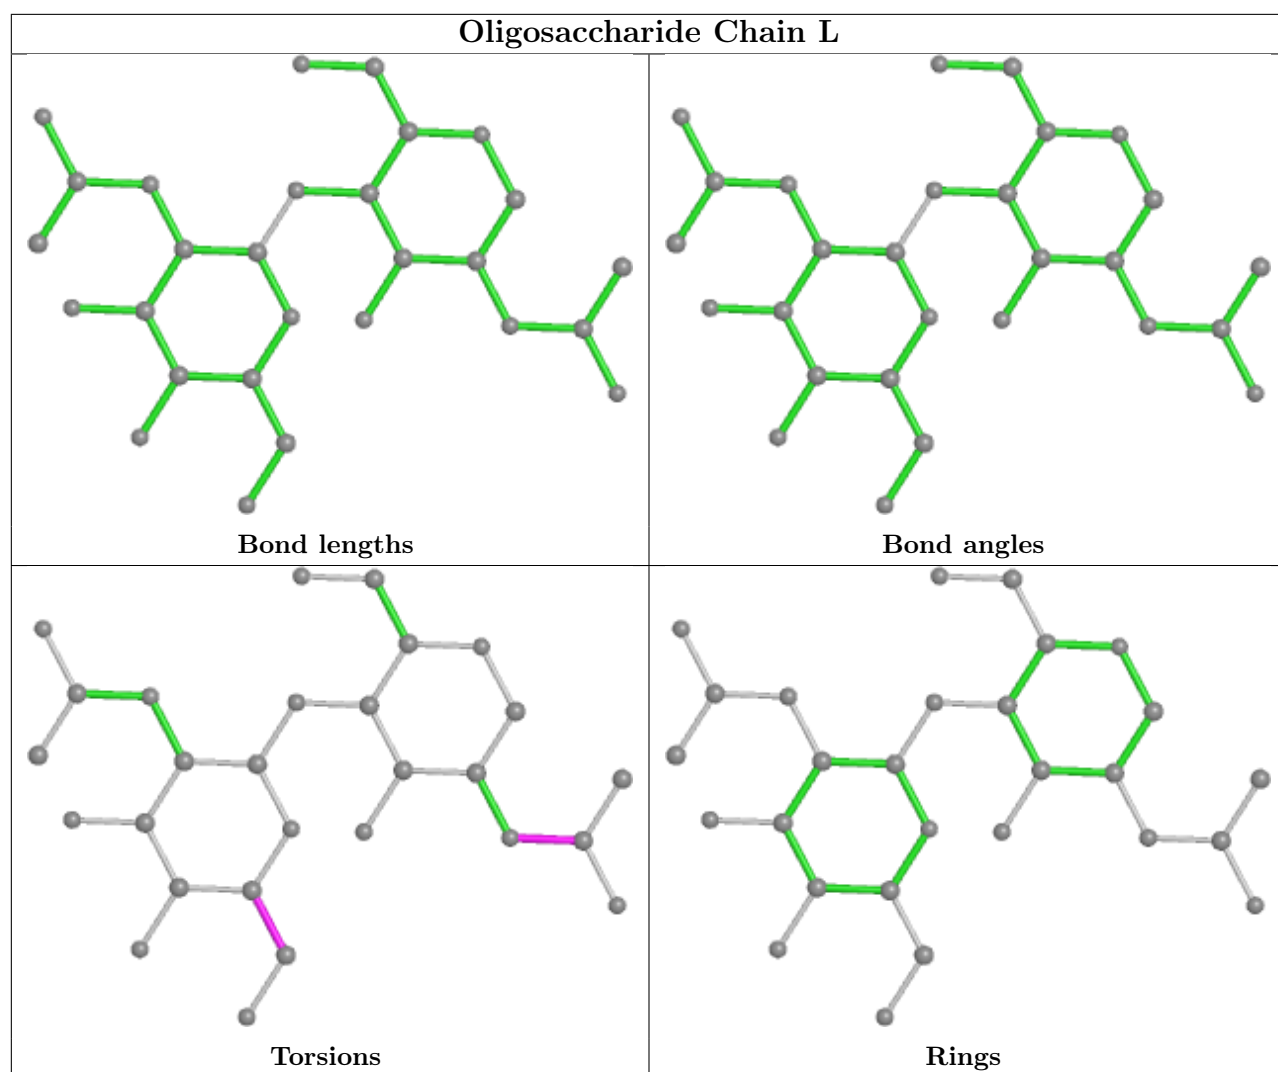 Oligosaccharide Chain L
Bond lengths
Bond angles
Torsions
Rings